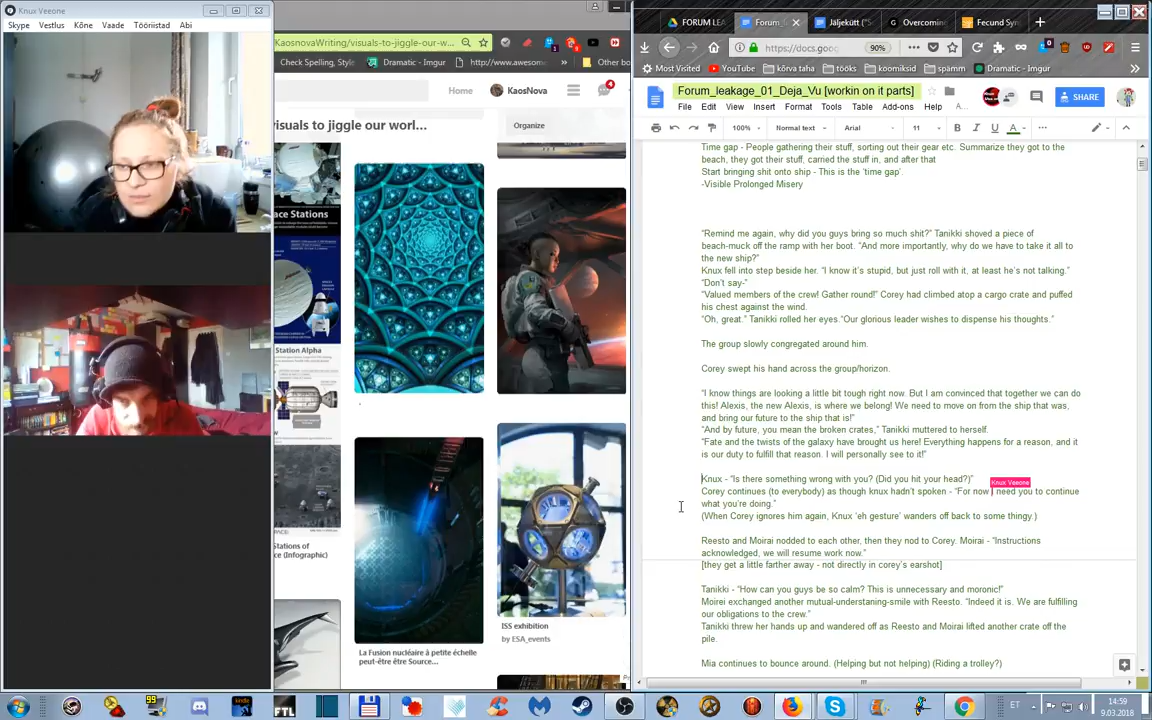 Knux Veeone
Skype Vestlus Kõne Vaade Tööriistad Abi
KaosnovaWriting/visuals-to-jiggle-our-w...
Check Spelling, Style
Dramatic - Imgur
http://www.awesom
Other bo
Home
KaosNova
4
isuals to jiggle our worl...
Organize
ace Stations
Station Alpha
SPACE:
Stations of
ce (Infographic)
.
La Fusion nucléaire à petite échelle
peut-être être Source...
ISS exhibition
by ESA_events
FORUM LEA
Forum_
Jäljekütt ("S
Overcomin
Fecund Syn
https://docs.goog
90%
Most Visited
YouTube
kõrva taha
tööks
koomiksid
spämm
Dramatic - Imgur
Forum_leakage_01_Deja_Vu [workin on it parts]
File Edit View Insert Format Tools Table Add-ons Help
SHARE
100%
Normal text
Arial
11
B I U A
Time gap - People gathering their stuff, sorting out their gear etc. Summarize they got to the
beach, they got their stuff, carried the stuff in, and after that
Start bringing shit onto ship - This is the 'time gap'.
-Visible Prolonged Misery
“Remind me again, why did you guys bring so much shit?” Tanikki shoved a piece of
beach-muck off the ramp with her boot. “And more importantly, why do we have to take it all to
the new ship?”
Knux fell into step beside her. “I know it’s stupid, but just roll with it, at least he’s not talking.”
“Don’t say-”
“Valued members of the crew! Gather round!” Corey had climbed atop a cargo crate and puffed
his chest against the wind.
“Oh, great.” Tanikki rolled her eyes.“Our glorious leader wishes to dispense his thoughts.”
The group slowly congregated around him.
Corey swept his hand across the group/horizon.
“I know things are looking a little bit tough right now. But I am convinced that together we can do
this! Alexis, the new Alexis, is where we belong! We need to move on from the ship that was,
and bring our future to the ship that is!”
“And by future, you mean the broken crates,” Tanikki muttered to herself.
“Fate and the twists of the galaxy have brought us here! Everything happens for a reason, and it
is our duty to fulfill that reason. I will personally see to it!”
Knux - “Is there something wrong with you? (Did you hit your head?)”
Knux Veeone
Corey continues (to everybody) as though knux hadn’t spoken - “For now I need you to continue
what you’re doing.”
(When Corey ignores him again, Knux ‘eh gesture’ wanders off back to some thingy.)
Reesto and Moirai nodded to each other, then they nod to Corey. Moirai - “Instructions
acknowledged, we will resume work now.”
[they get a little farther away - not directly in corey’s earshot]
Tanikki - “How can you guys be so calm? This is unnecessary and moronic!”
Moirei exchanged another mutual-understaning-smile with Reesto. “Indeed it is. We are fulfilling
our obligations to the crew.”
Tanikki threw her hands up and wandered off as Reesto and Moirai lifted another crate off the
pile.
Mia continues to bounce around. (Helping but not helping) (Riding a trolley?)
99
kindle
FTL
ET
14:59
9.03.2018